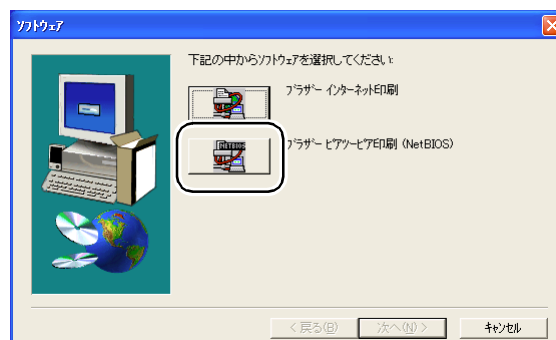 ソフトウェア
下記の中からソフトウェアを選択してください:
ブラザー インターネット印刷
NETBIOS
ブラザー ピアツーピア印刷 (NetBIOS)
< 戻る(B)
次へ(N) >
キャンセル